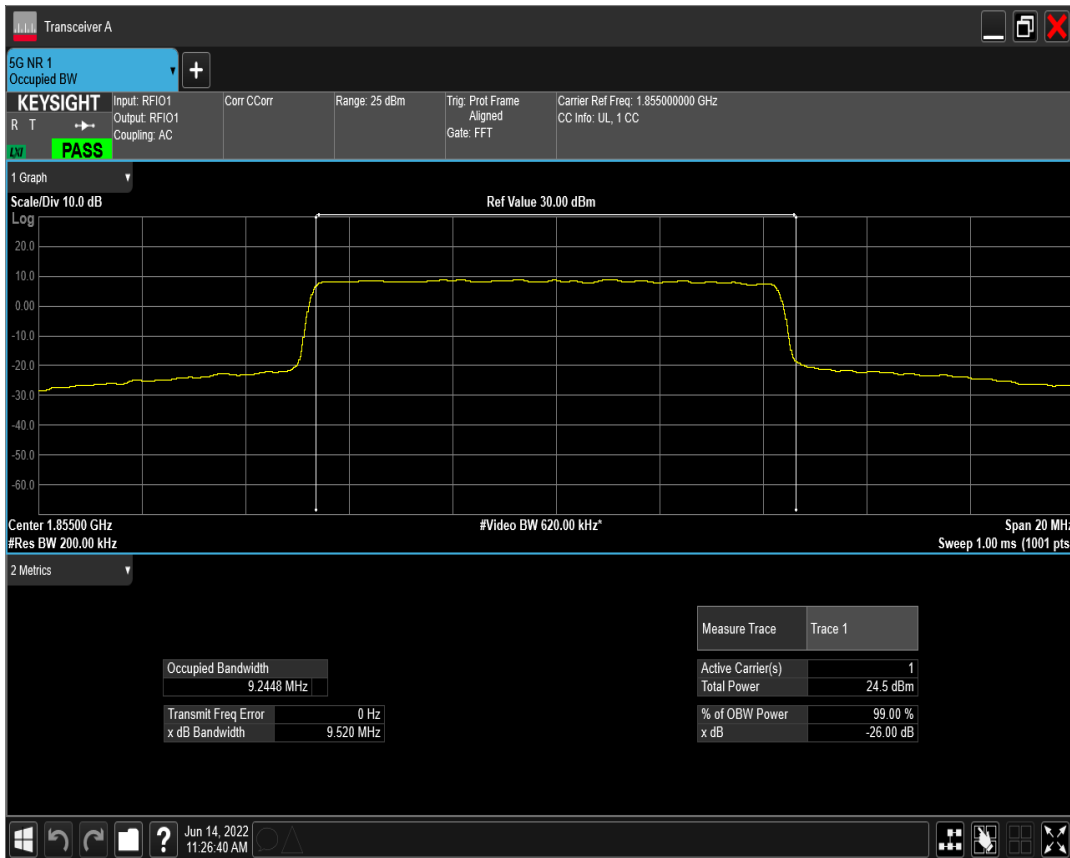 Transceiver A
5G NR 1
Occupied BW
KEYSIGHT
R T
LXI
PASS
Input: RFIO1
Output: RFIO1
Coupling: AC
Corr CCorr
Range: 25 dBm
Trig: Prot Frame
Aligned
Gate: FFT
Carrier Ref Freq: 1.855000000 GHz
CC Info: UL, 1 CC
1 Graph
Scale/Div 10.0 dB
Ref Value 30.00 dBm
Log
20.0
10.0
0.00
-10.0
-20.0
-30.0
-40.0
-50.0
-60.0
Center 1.85500 GHz
#Video BW 620.00 kHz*
Span 20 MHz
#Res BW 200.00 kHz
Sweep 1.00 ms (1001 pts
2 Metrics
Measure Trace Trace 1
Occupied Bandwidth
9.2448 MHz
Active Carrier(s) 1
Total Power 24.5 dBm
Transmit Freq Error 0 Hz
x dB Bandwidth 9.520 MHz
% of OBW Power 99.00 %
x dB -26.00 dB
?
Jun 14, 2022
11:26:40 AM